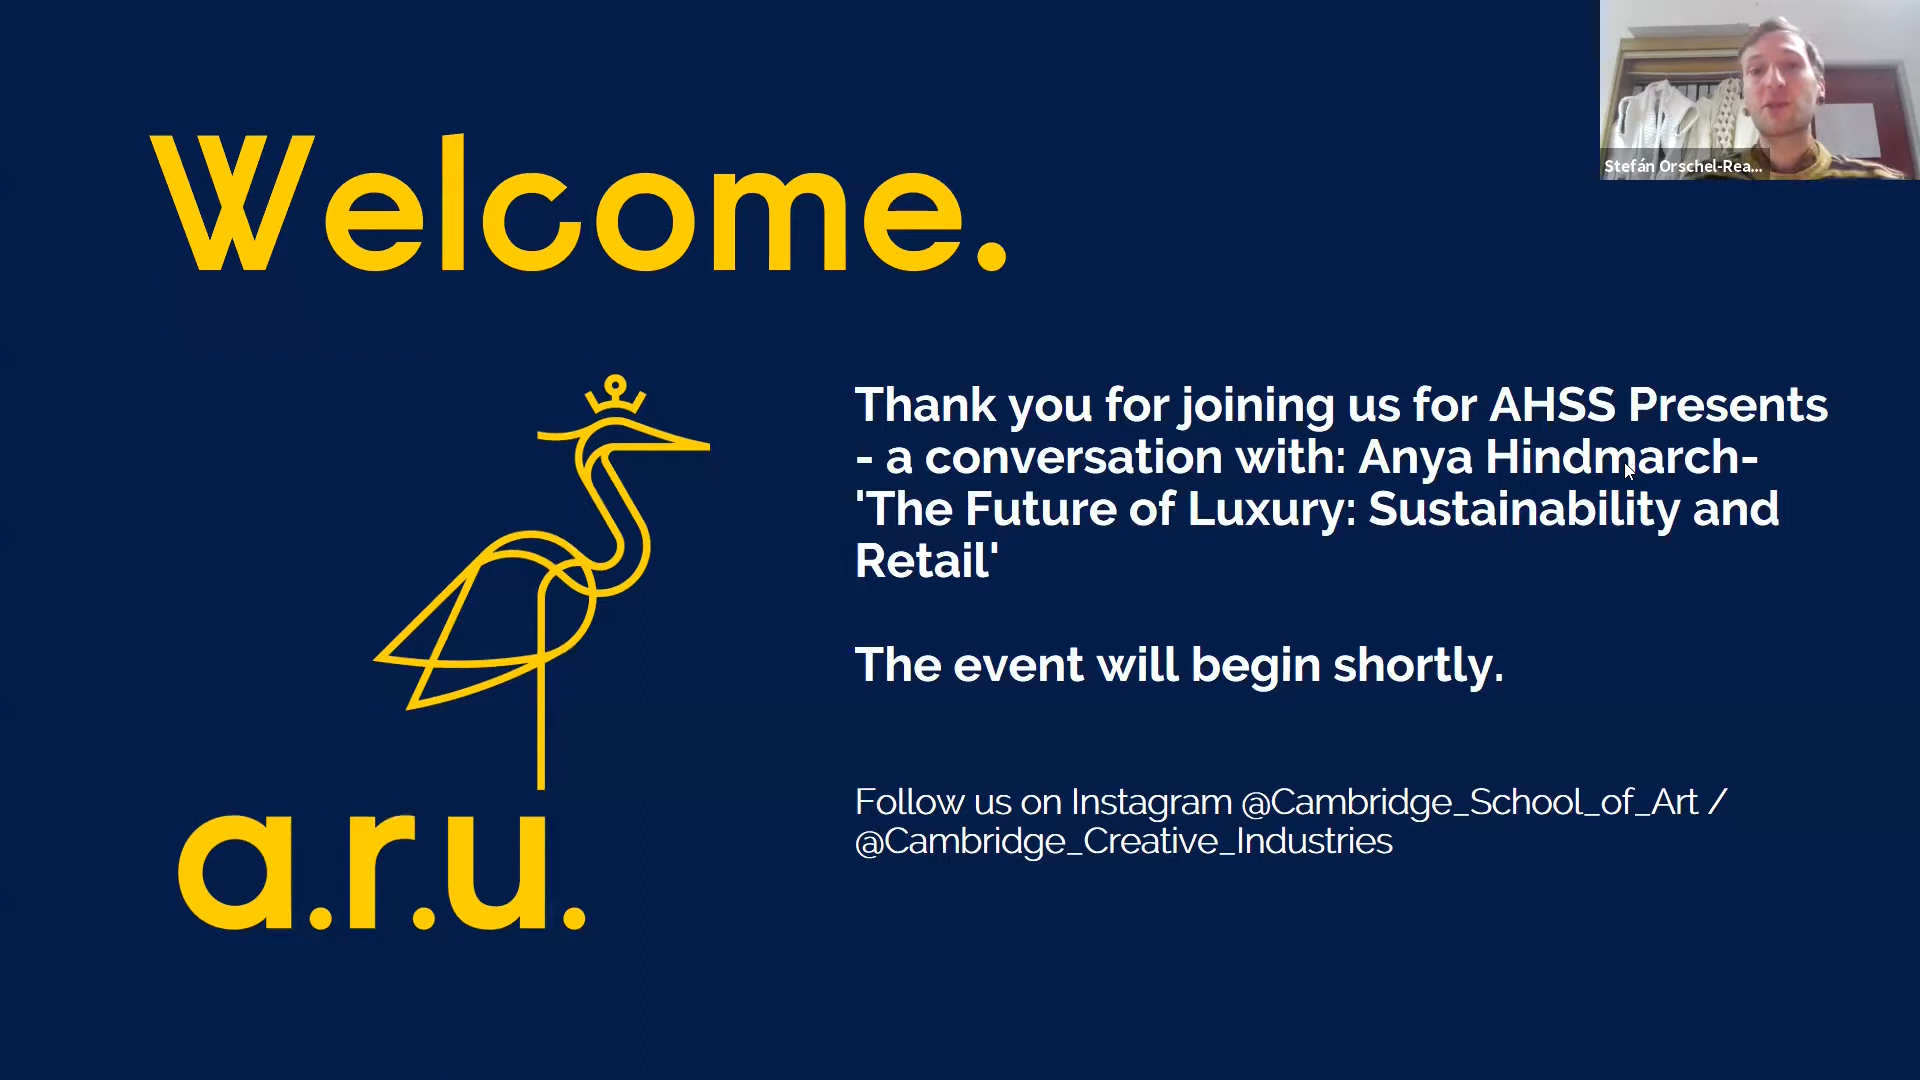 Welcome.
Stefán Orschel-Rea...
Thank you for joining us for AHSS Presents
- a conversation with: Anya Hindmarch-
'The Future of Luxury: Sustainability and
Retail'
The event will begin shortly.
Follow us on Instagram @Cambridge_School_of_Art /
@Cambridge_Creative_Industries
a.r.u.